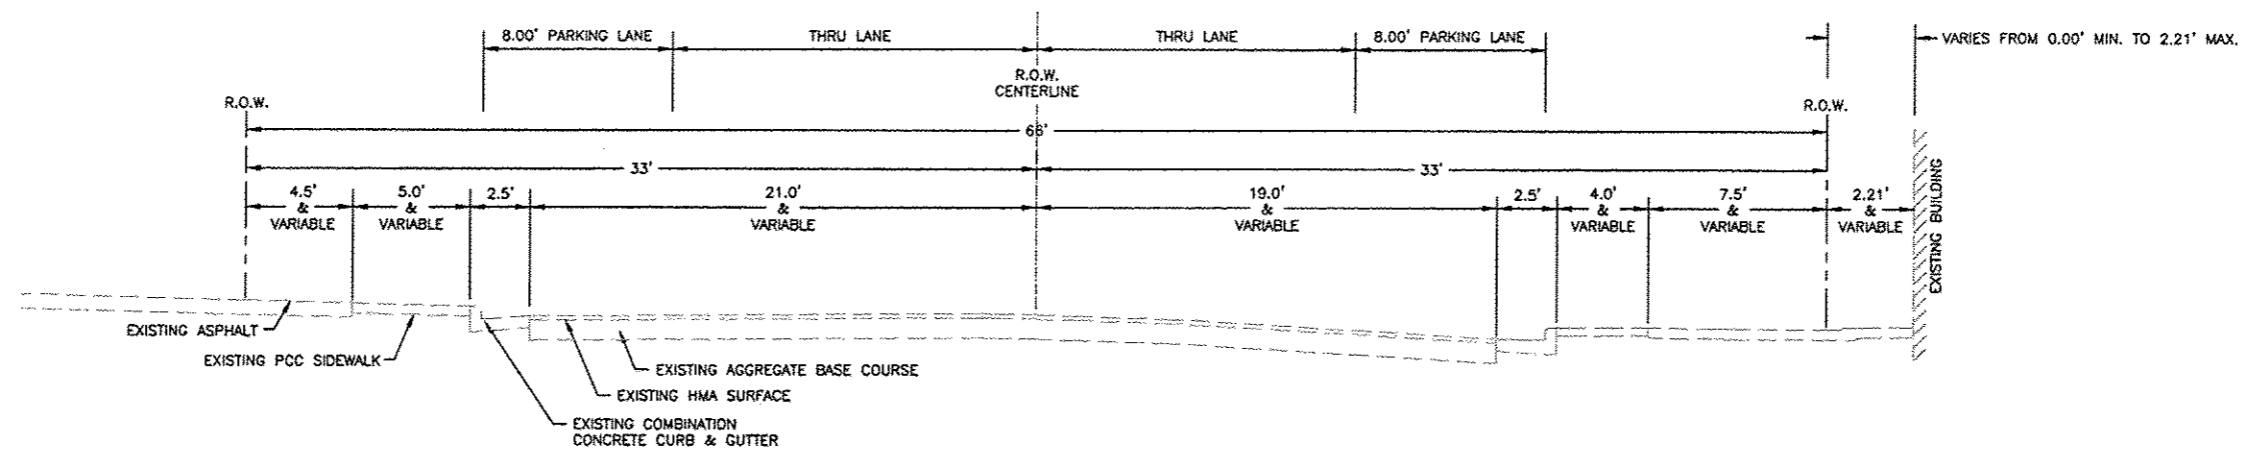 8.00' PARKING LANE
THRU LANE
THRU LANE
8.00' PARKING LANE
VARIES FROM 0.00' MIN. TO 2.21' MAX.
R.O.W.
CENTERLINE
R.O.W.
R.O.W.
66'
33'
33'
4.5'
&
VARIABLE
5.0'
&
VARIABLE
2.5'
21.0'
&
VARIABLE
19.0'
&
VARIABLE
2.5'
4.0'
&
VARIABLE
7.5'
&
VARIABLE
2.21'
&
VARIABLE
EXISTING BUILDING
EXISTING ASPHALT
EXISTING PCC SIDEWALK
EXISTING AGGREGATE BASE COURSE
EXISTING HMA SURFACE
EXISTING COMBINATION
CONCRETE CURB & GUTTER